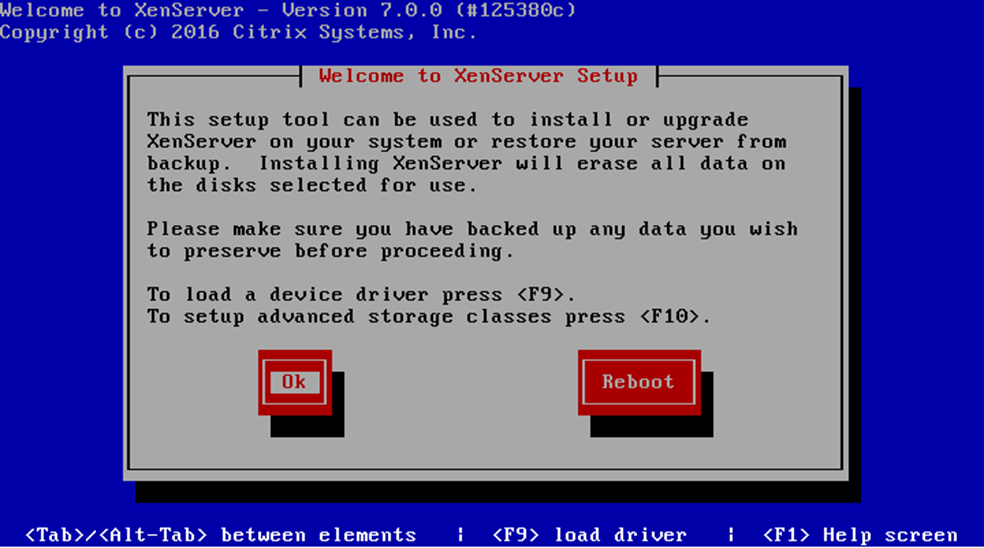 Welcome to XenServer - Version 7.0.0 (#125380c)
Copyright (c) 2016 Citrix Systems, Inc.
Welcome to XenServer Setup
This setup tool can be used to install or upgrade
XenServer on your system or restore your server from
backup.  Installing XenServer will erase all data on
the disks selected for use.
Please make sure you have backed up any data you wish
to preserve before proceeding.
To load a device driver press <F9>.
To setup advanced storage classes press <F10>.
Ok Reboot
<Tab>/<Alt-Tab> between elements | <F9> load driver | <F1> Help screen